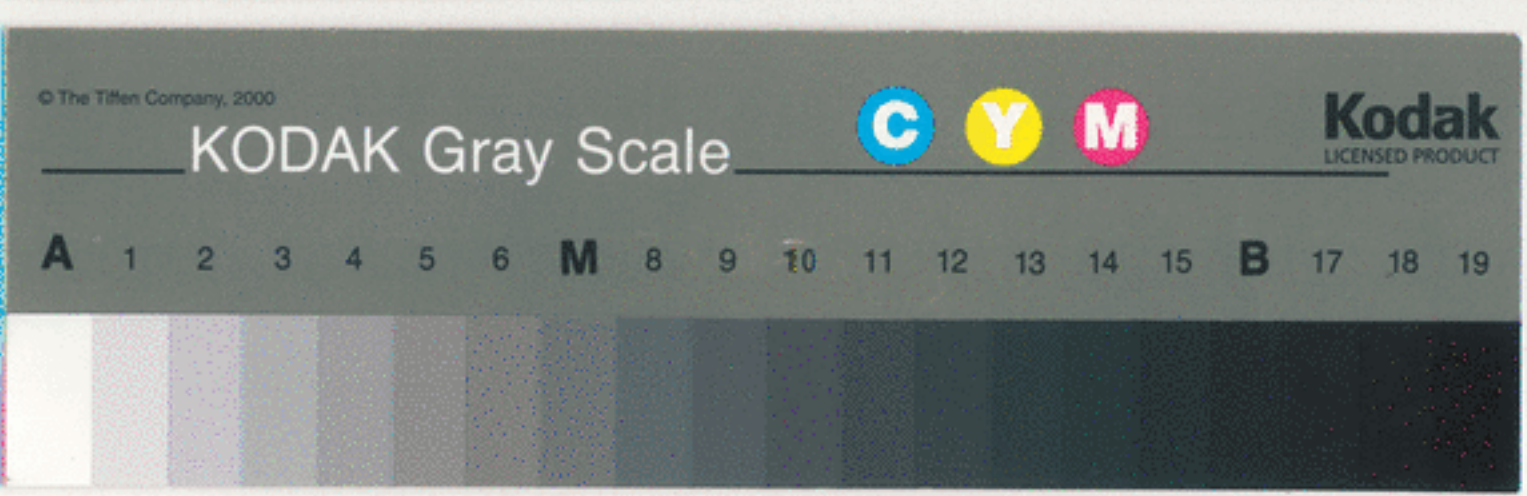 © The Tiffen Company, 2000
KODAK Gray Scale
C Y M
Kodak
LICENSED PRODUCT
A 1 2 3 4 5 6 M 8 9 10 11 12 13 14 15 B 17 18 19